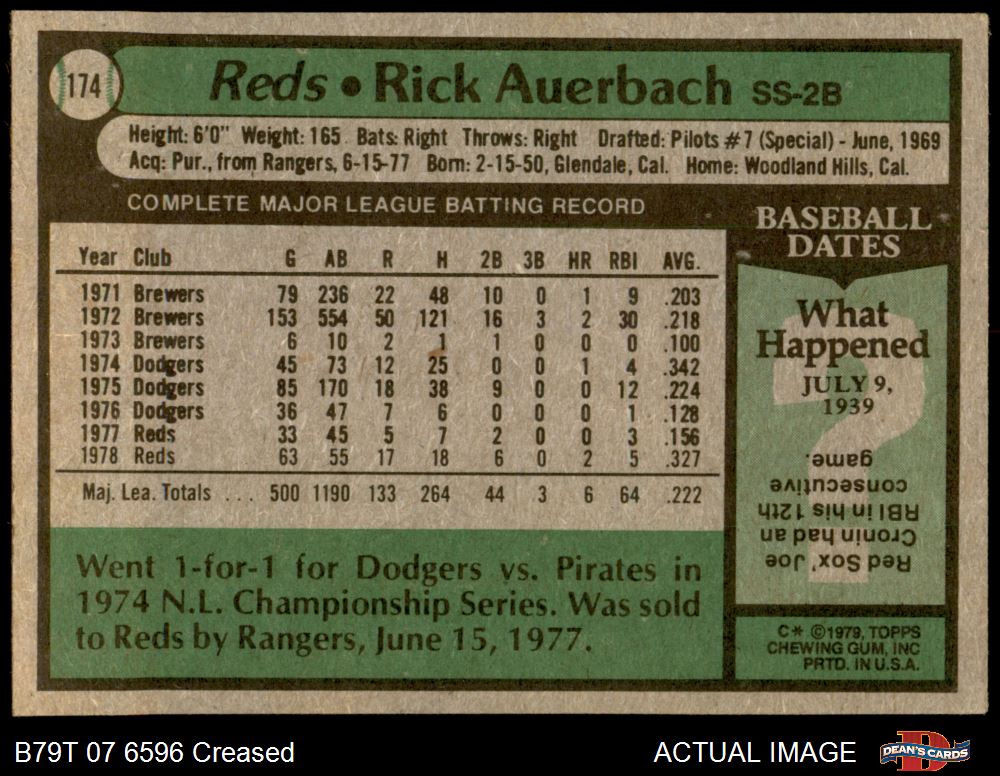 174
Reds • Rick Auerbach SS-2B
Height: 6'0" Weight: 165 Bats: Right Throws: Right Drafted: Pilots #7 (Special) - June, 1969
Acq: Pur., from Rangers, 6-15-77 Born: 2-15-50, Glendale, Cal. Home: Woodland Hills, Cal.
COMPLETE MAJOR LEAGUE BATTING RECORD
Year Club G AB R H 2B 3B HR RBI AVG.
1971 Brewers 79 236 22 48 10 0 1 9 .203
1972 Brewers 153 554 50 121 16 3 2 30 .218
1973 Brewers 6 10 2 1 1 0 0 0 .100
1974 Dodgers 45 73 12 25 0 0 1 4 .342
1975 Dodgers 85 170 18 38 9 0 0 12 .224
1976 Dodgers 36 47 7 6 0 0 0 1 .128
1977 Reds 33 45 5 7 2 0 0 3 .156
1978 Reds 63 55 17 18 6 0 2 5 .327
Maj. Lea. Totals ... 500 1190 133 264 44 3 6 64 .222
Went 1-for-1 for Dodgers vs. Pirates in
1974 N.L. Championship Series. Was sold
to Reds by Rangers, June 15, 1977.
BASEBALL
DATES
What
Happened
JULY 9,
1939
Red Sox' Joe
Cronin had an
RBI in his 12th
consecutive
game.
C* ©1979, TOPPS
CHEWING GUM, INC
PRTD. IN U.S.A.
B79T 07 6596 Creased
ACTUAL IMAGE
DEAN'S CARDS